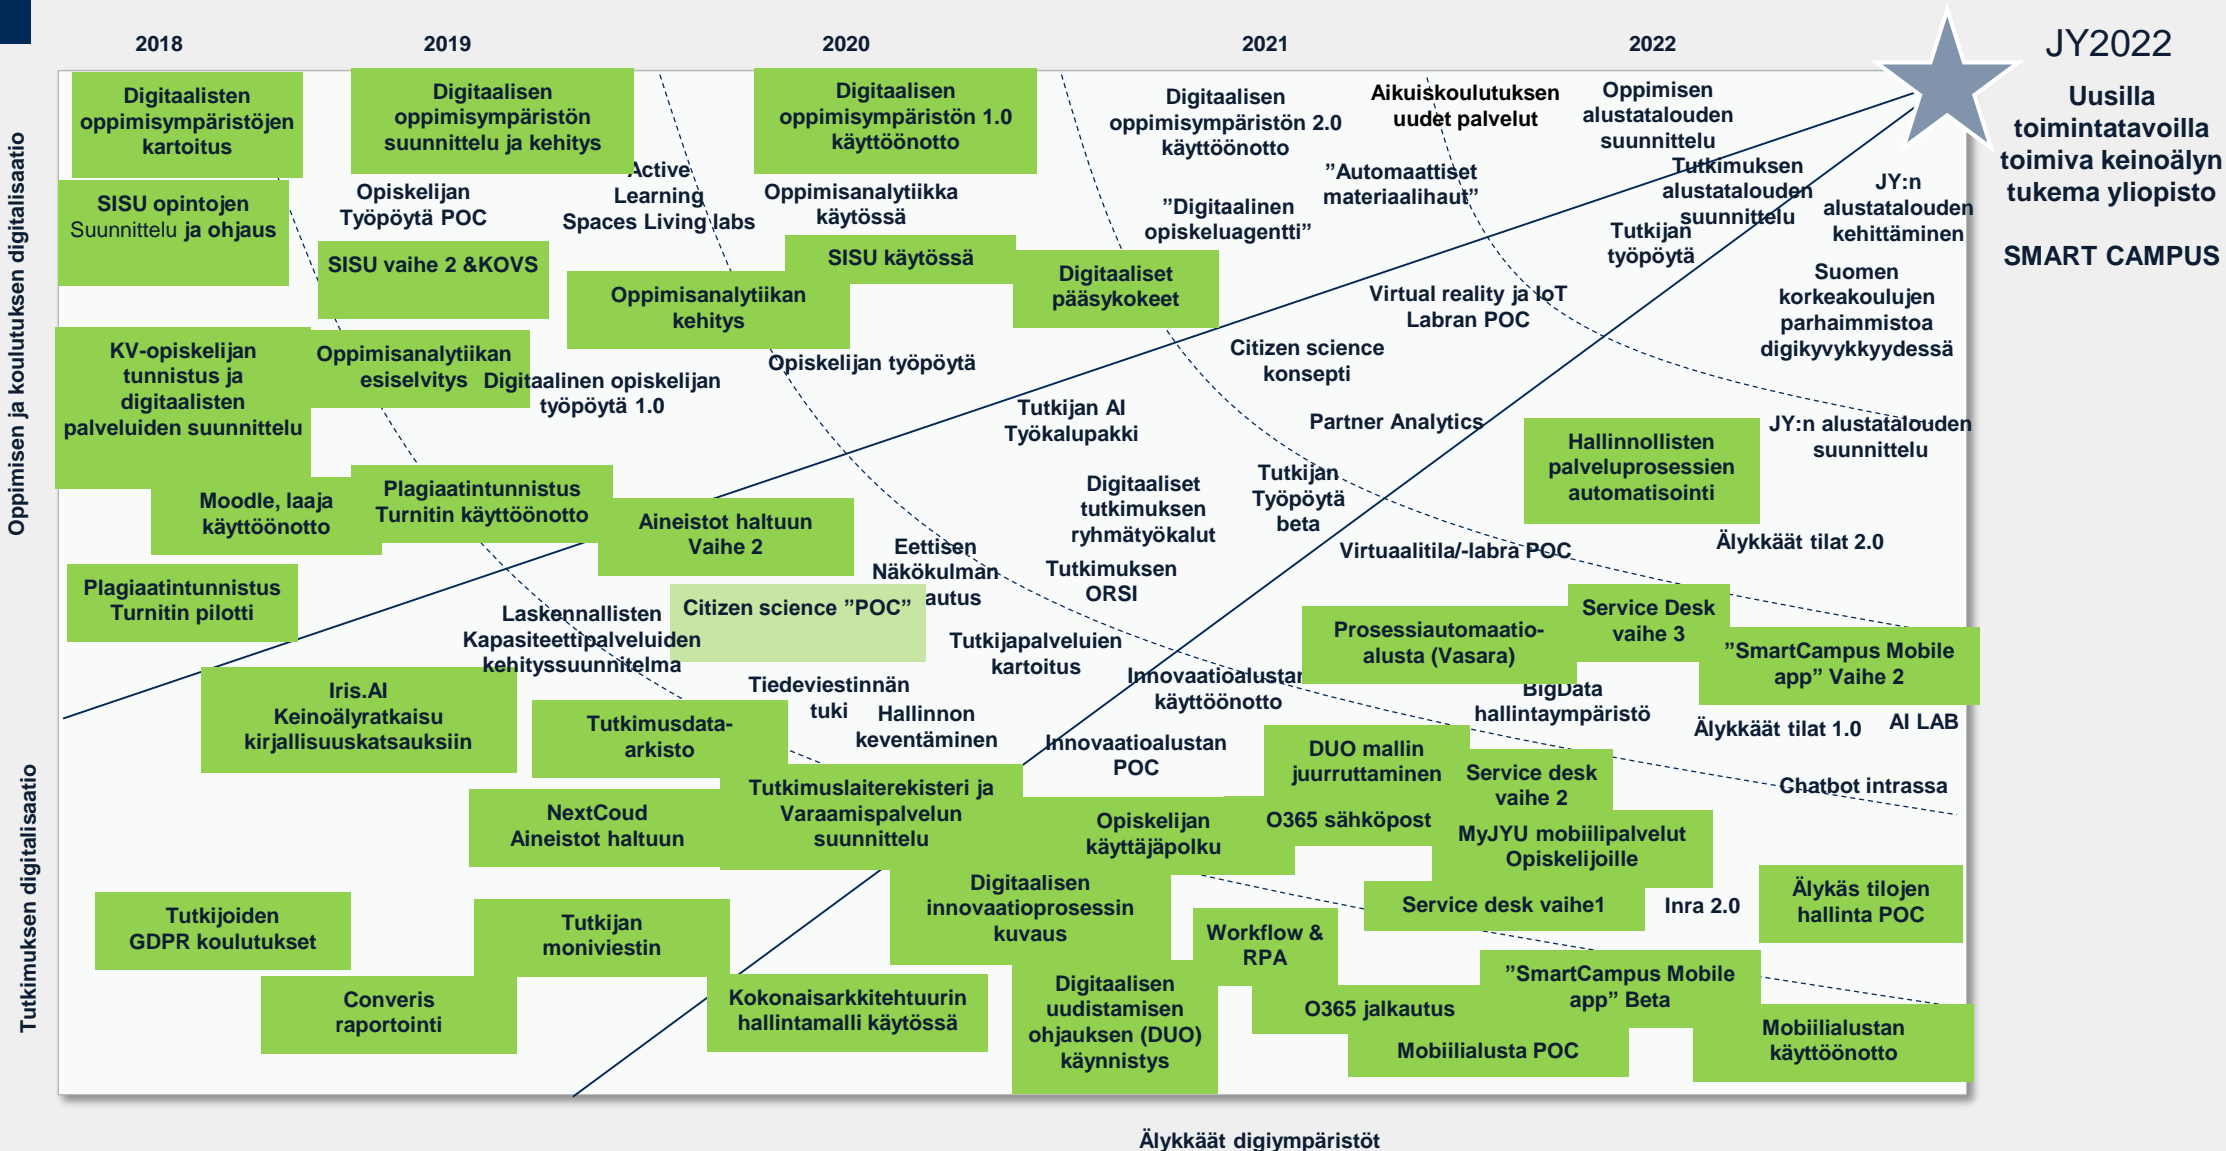 2018
2019
2020
2021
2022
JY2022
Uusilla
toimintatavoilla
toimiva keinoälyn
tukema yliopisto
SMART CAMPUS
Oppimisen ja koulutuksen digitalisaatio
Tutkimuksen digitalisaatio
Älykkäät digiympäristöt
Digitaalisten
oppimisympäristöjen
kartoitus
Digitaalisen
oppimisympäristön
suunnittelu ja kehitys
Digitaalisen
oppimisympäristön 1.0
käyttöönotto
Digitaalisen
oppimisympäristön 2.0
käyttöönotto
Aikuiskoulutuksen
uudet palvelut
Oppimisen
alustatalouden
suunnittelu
SISU opintojen
Suunnittelu ja ohjaus
Opiskelijan
Työpöytä POC
Active
Learning
Spaces Living labs
Oppimisanalytiikka
käytössä
”Digitaalinen
opiskeluagentti”
”Automaattiset
materiaalihaut”
Tutkimuksen
alustatalouden
suunnittelu
JY:n
alustatalouden
kehittäminen
SISU vaihe 2 &KOVS
Oppimisanalytiikan
kehitys
SISU käytössä
Digitaaliset
pääsykokeet
Tutkijan
työpöytä
Virtual reality ja IoT
Labran POC
Suomen
korkeakoulujen
parhaimmistoa
digikyvykkyydessä
KV-opiskelijan
tunnistus ja
digitaalisten
palveluiden suunnittelu
Oppimisanalytiikan
esiselvitys
Digitaalinen opiskelijan
työpöytä 1.0
Opiskelijan työpöytä
Citizen science
konsepti
Tutkijan AI
Työkalupakki
Partner Analytics
Hallinnollisten
palveluprosessien
automatisointi
JY:n alustatalouden
suunnittelu
Moodle, laaja
käyttöönotto
Plagiaatintunnistus
Turnitin käyttöönotto
Aineistot haltuun
Vaihe 2
Digitaaliset
tutkimuksen
ryhmätyökalut
Tutkijan
Työpöytä
beta
Älykkäät tilat 2.0
Plagiaatintunnistus
Turnitin pilotti
Eettisen
Näkökulman
autus
Tutkimuksen
ORSI
Virtuaalitila/-labra POC
Laskennallisten
Kapasiteettipalveluiden
kehityssuunnitelma
Citizen science ”POC”
Tutkijapalveluien
kartoitus
Prosessiautomaatio-
alusta (Vasara)
Service Desk
vaihe 3
”SmartCampus Mobile
app” Vaihe 2
Iris.AI
Keinoälyratkaisu
kirjallisuuskatsauksiin
Tutkimusdata-
arkisto
Tiedeviestinnän
tuki
Hallinnon
keventäminen
Innovaatioalustan
käyttöönotto
BigData
hallintaympäristö
Älykkäät tilat 1.0
AI LAB
Innovaatioalustan
POC
DUO mallin
juurruttaminen
Service desk
vaihe 2
Chatbot intrassa
NextCoud
Aineistot haltuun
Tutkimuslaiterekisteri ja
Varaamispalvelun
suunnittelu
Opiskelijan
käyttäjäpolku
O365 sähköpost
MyJYU mobiilipalvelut
Opiskelijoille
Tutkijoiden
GDPR koulutukset
Tutkijan
moniviestin
Digitaalisen
innovaatioprosessin
kuvaus
Workflow &
RPA
Service desk vaihe1
Inra 2.0
Älykäs tilojen
hallinta POC
Converis
raportointi
Kokonaisarkkitehtuurin
hallintamalli käytössä
Digitaalisen
uudistamisen
ohjauksen (DUO)
käynnistys
O365 jalkautus
”SmartCampus Mobile
app” Beta
Mobiilialusta POC
Mobiilialustan
käyttöönotto